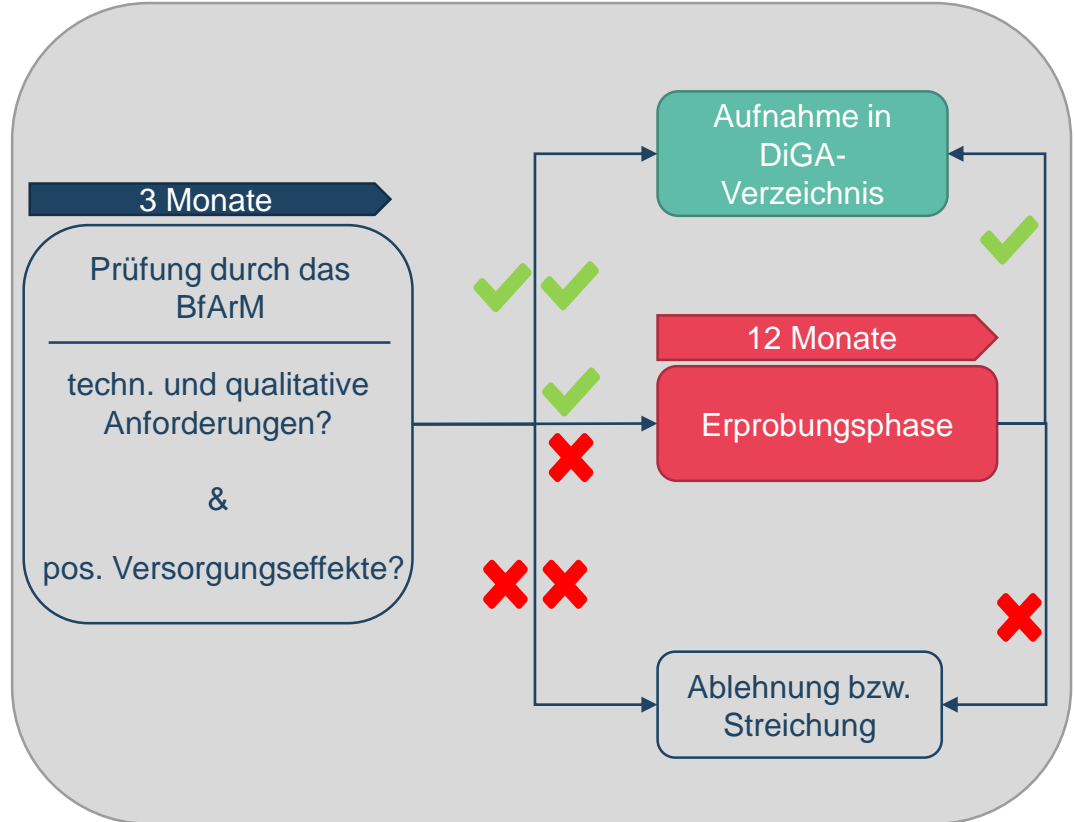 3 Monate
Prüfung durch das
BfArM
techn. und qualitative
Anforderungen?
&
pos. Versorgungseffekte?
Aufnahme in
DiGA-
Verzeichnis
12 Monate
Erprobungsphase
Ablehnung bzw.
Streichung